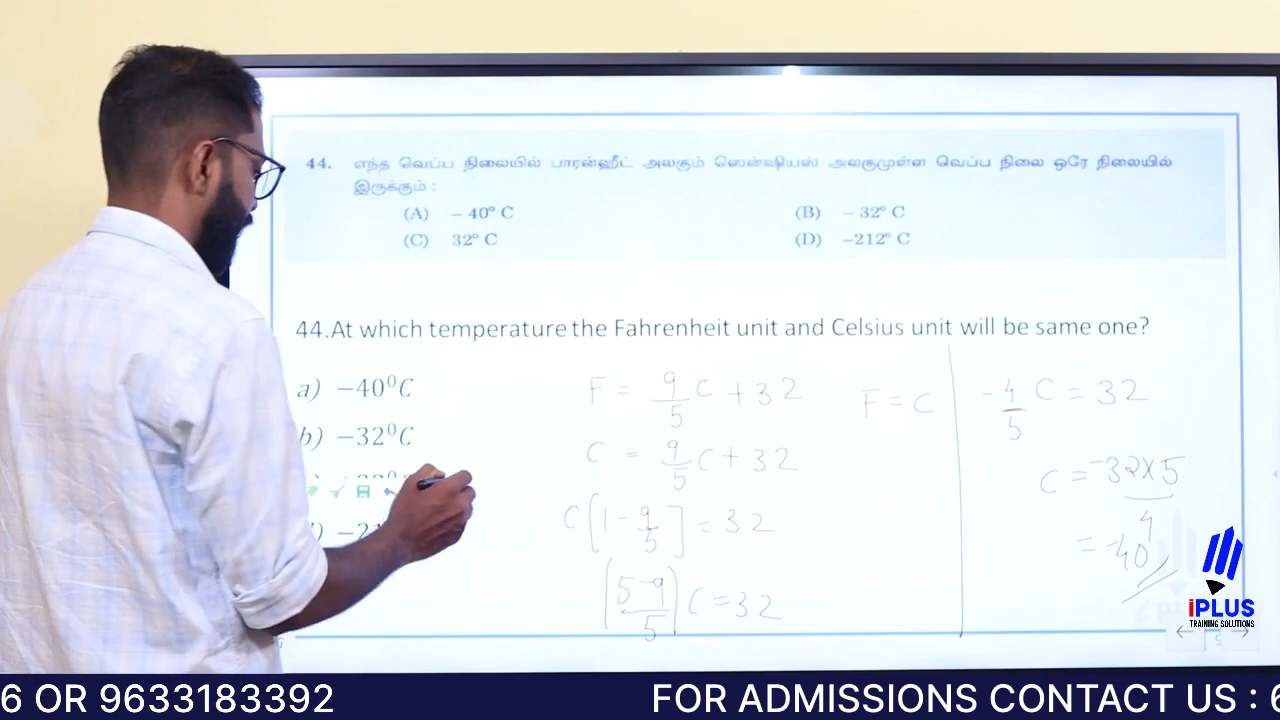 44. எந்த வெப்ப நிலையில் பாரன்ஹீட் அலகும் ஸென்ஷியஸ் அலகுமுள்ள வெப்ப நிலை ஒரே நிலையில்
இருக்கும் :
(A) – 40° C (B) – 32° C
(C) 32° C (D) –212° C
44.At which temperature the Fahrenheit unit and Celsius unit will be same one?
a) −40⁰C
b) −32⁰C
F = 9/5 C + 32
C = 9/5 C + 32
C [1 - 9/5] = 32
(5-9/5) C = 32
F = C
- 4/5 C = 32
C = -32×5/4
= -40
iPLUS
TRAINING SOLUTIONS
6 OR 9633183392 FOR ADMISSIONS CONTACT US : 6